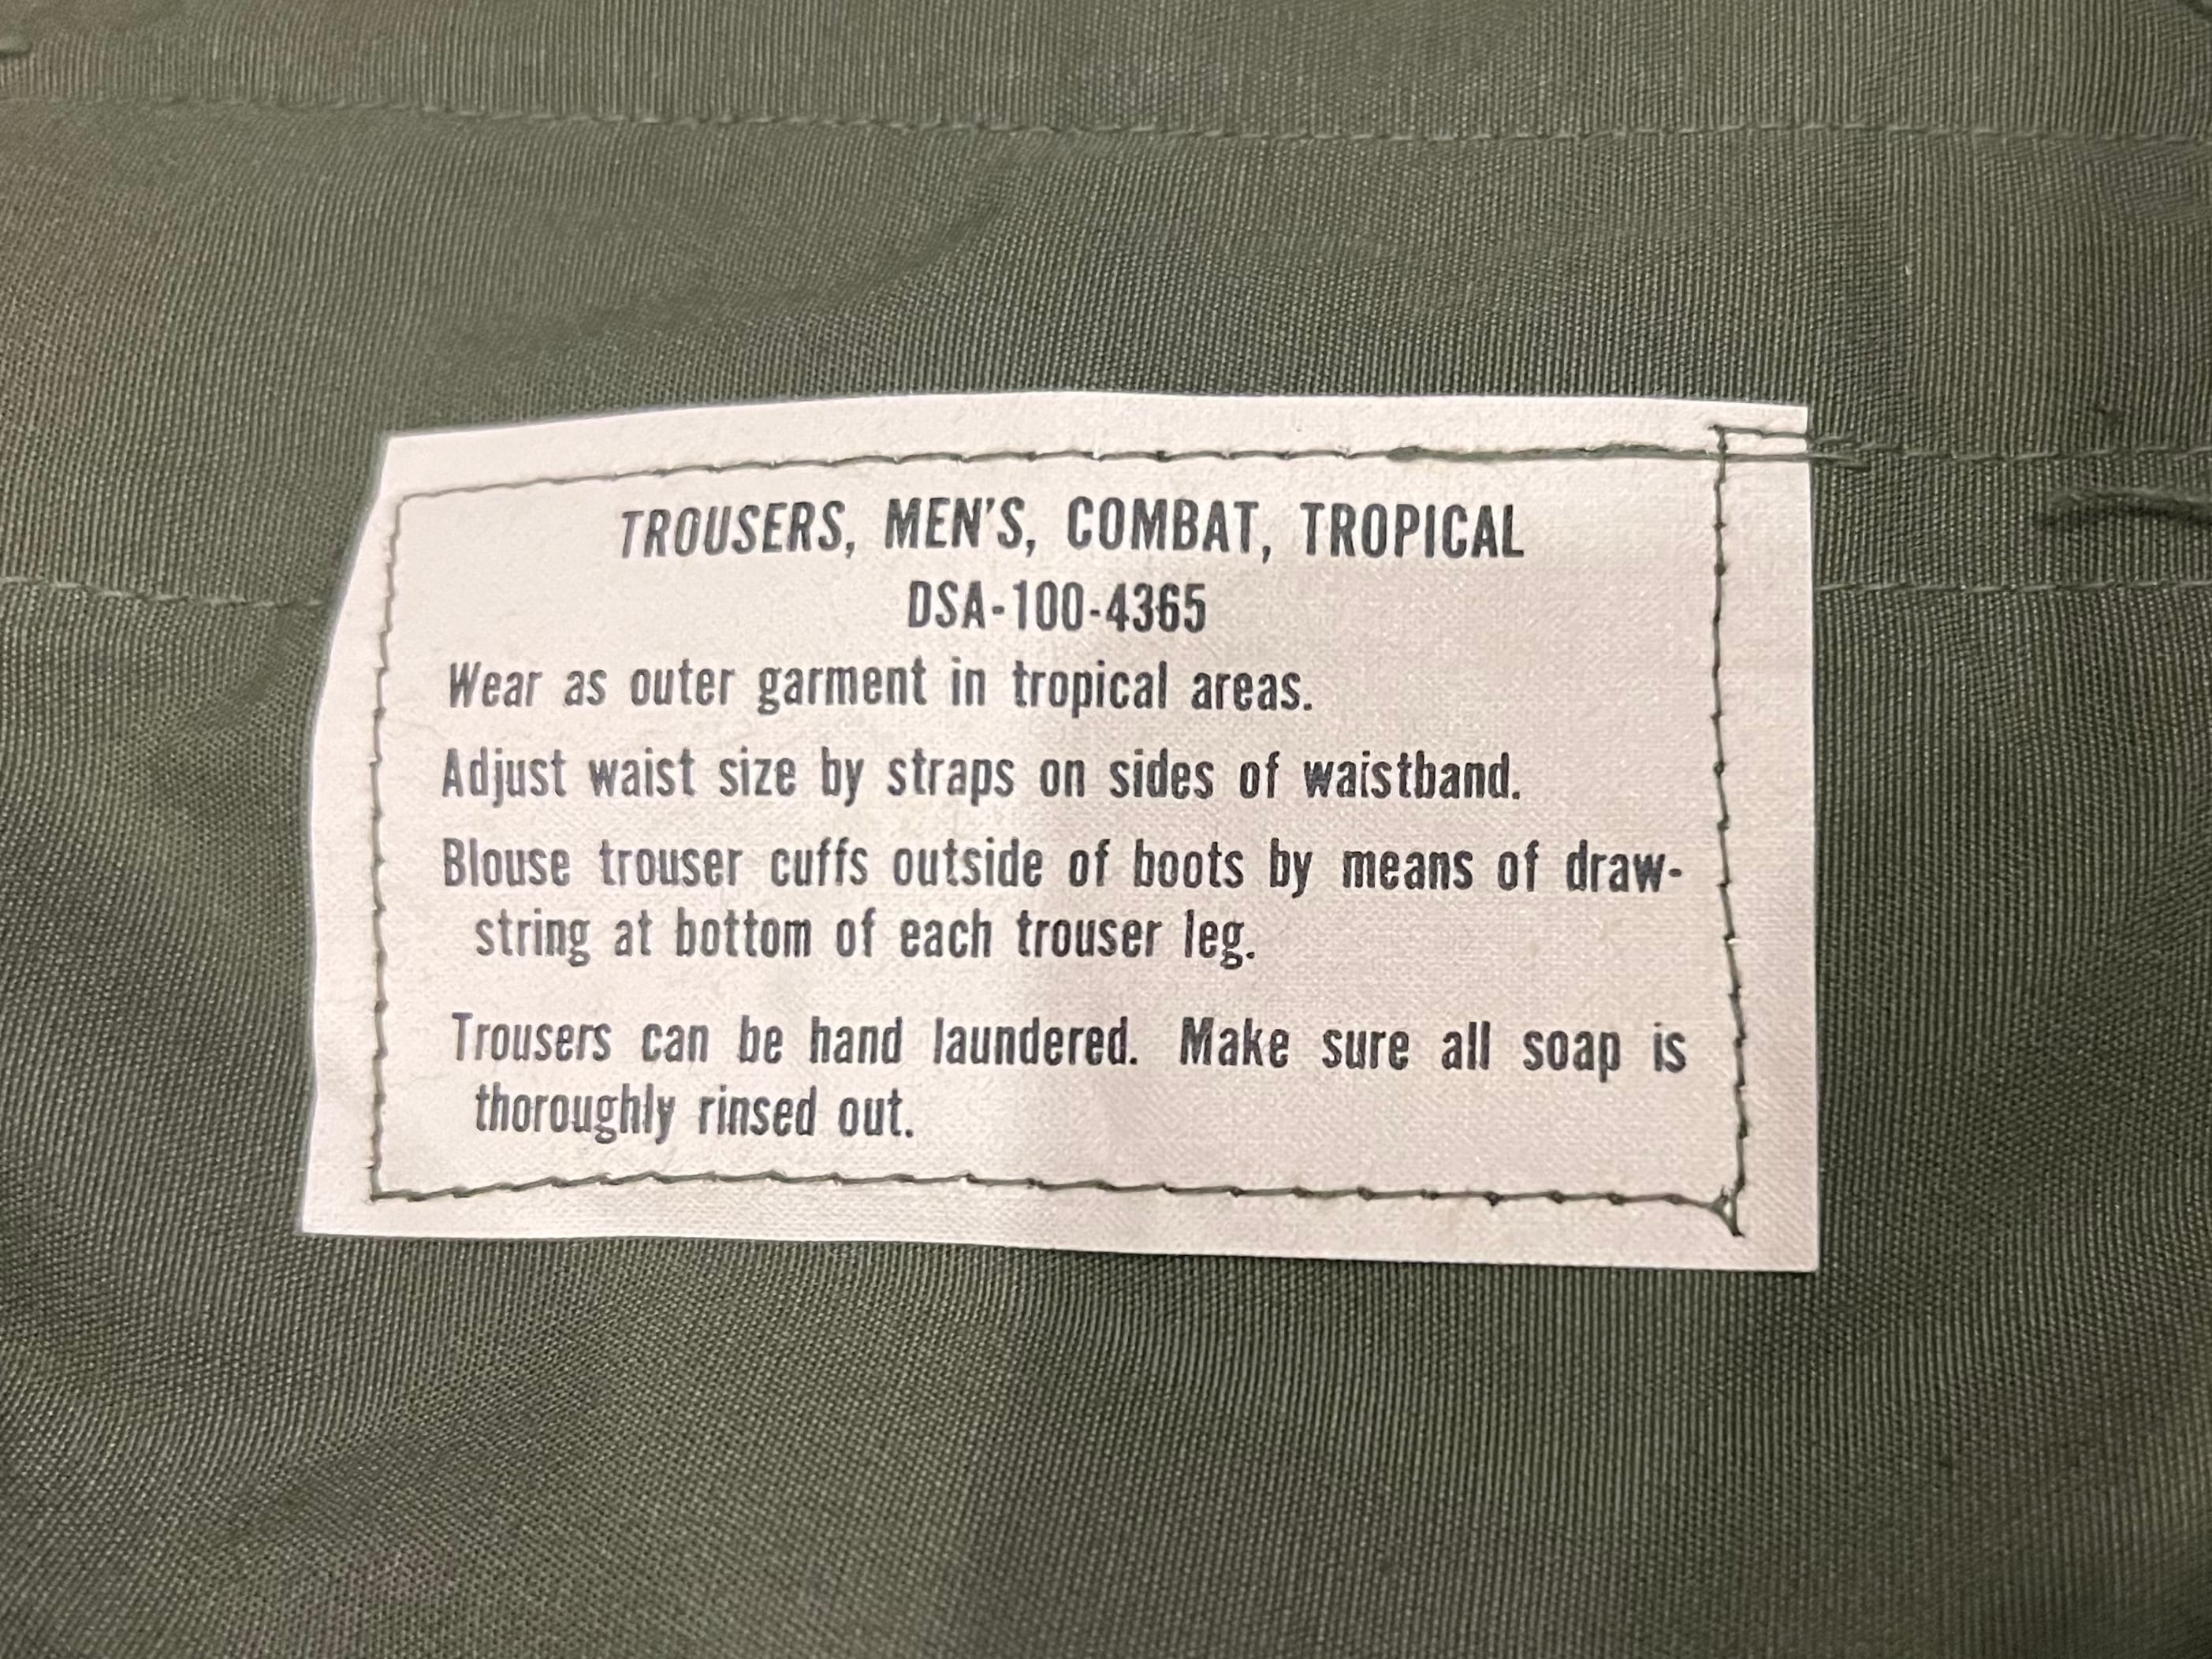 TROUSERS, MEN'S, COMBAT, TROPICAL
DSA-100-4365
Wear as outer garment in tropical areas.
Adjust waist size by straps on sides of waistband.
Blouse trouser cuffs outside of boots by means of draw-
string at bottom of each trouser leg.
Trousers can be hand laundered. Make sure all soap is
thoroughly rinsed out.